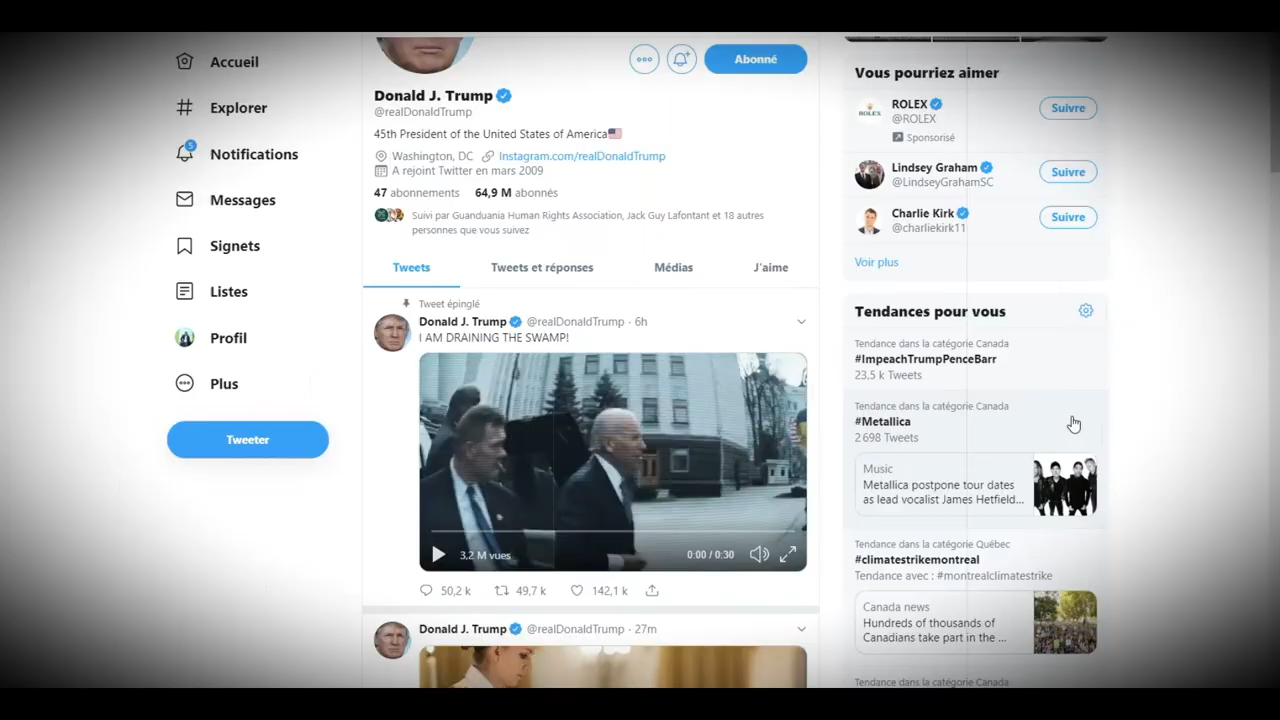 Accueil
Explorer
5
Notifications
Messages
Signets
Listes
Profil
Plus
Tweeter
Abonné
Donald J. Trump
@realDonaldTrump
45th President of the United States of America
Washington, DC Instagram.com/realDonaldTrump
A rejoint Twitter en mars 2009
47 abonnements 64,9 M abonnés
Suivi par Guanduania Human Rights Association, Jack Guy Lafontant et 18 autres
personnes que vous suivez
Tweets Tweets et réponses Médias J'aime
Tweet épinglé
Donald J. Trump @realDonaldTrump · 6h
I AM DRAINING THE SWAMP!
3,2 M vues 0:00 / 0:30
50,2 k 49,7 k 142,1 k
Donald J. Trump @realDonaldTrump · 27m
Vous pourriez aimer
ROLEX
ROLEX
@ROLEX
Sponsorisé
Suivre
Lindsey Graham
@LindseyGrahamSC
Suivre
Charlie Kirk
@charliekirk11
Suivre
Voir plus
Tendances pour vous
Tendance dans la catégorie Canada
#ImpeachTrumpPenceBarr
23,5 k Tweets
Tendance dans la catégorie Canada
#Metallica
2 698 Tweets
Music
Metallica postpone tour dates
as lead vocalist James Hetfield...
Tendance dans la catégorie Québec
#climatestrikemontreal
Tendance avec : #montrealclimatestrike
Canada news
Hundreds of thousands of
Canadians take part in the ...
Tendance dans la catégorie Canada